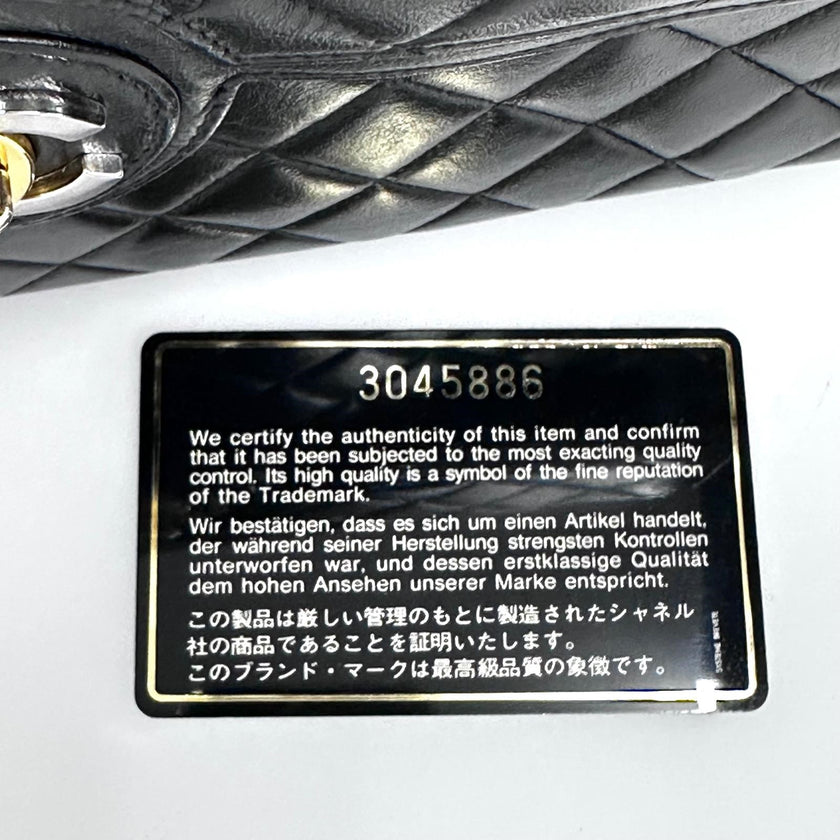 3045886
We certify the authenticity of this item and confirm
that it has been subjected to the most exacting quality
control. Its high quality is a symbol of the fine reputation
of the Trademark.
Wir bestätigen, dass es sich um einen Artikel handelt,
der während seiner Herstellung strengsten Kontrollen
unterworfen war, und dessen erstklassige Qualität
dem hohen Ansehen unserer Marke entspricht.
この製品は厳しい管理のもとに製造されたシャネル
社の商品であることを証明いたします。
このブランド・マークは最高級品質の象徴です。
SYSTEME BREVETE